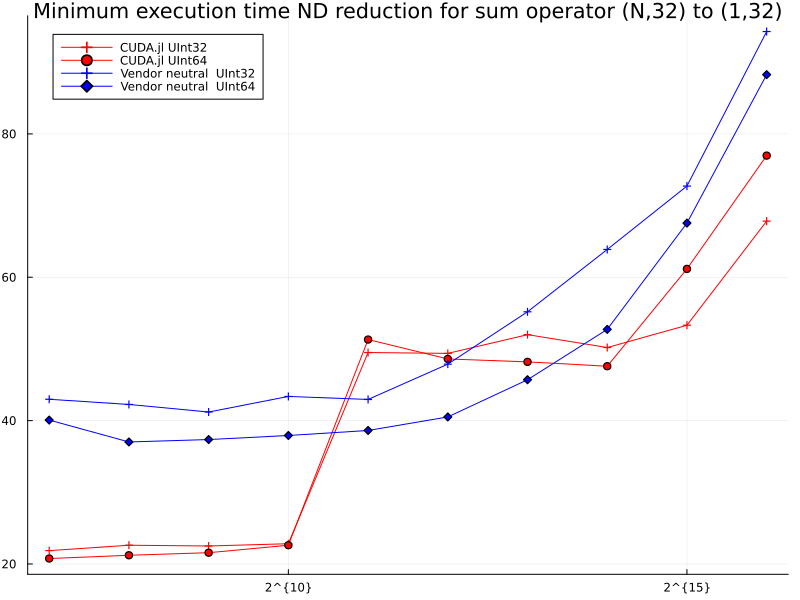 Minimum execution time ND reduction for sum operator (N,32) to (1,32)
CUDA.jl UInt32
CUDA.jl UInt64
Vendor neutral  UInt32
Vendor neutral  UInt64
80
60
40
20
2^{10}
2^{15}